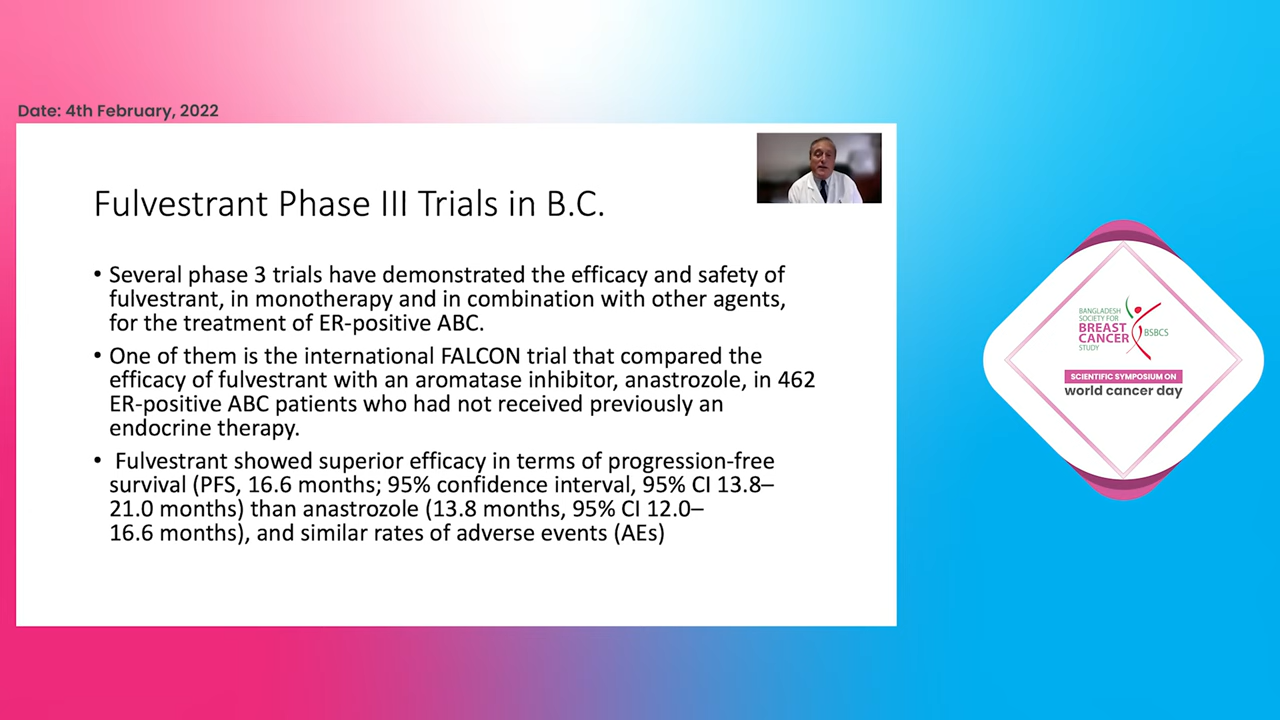 Date: 4th February, 2022
Fulvestrant Phase III Trials in B.C.
• Several phase 3 trials have demonstrated the efficacy and safety of
fulvestrant, in monotherapy and in combination with other agents,
for the treatment of ER-positive ABC.
• One of them is the international FALCON trial that compared the
efficacy of fulvestrant with an aromatase inhibitor, anastrozole, in 462
ER-positive ABC patients who had not received previously an
endocrine therapy.
• Fulvestrant showed superior efficacy in terms of progression-free
survival (PFS, 16.6 months; 95% confidence interval, 95% CI 13.8–
21.0 months) than anastrozole (13.8 months, 95% CI 12.0–
16.6 months), and similar rates of adverse events (AEs)
BANGLADESH
SOCIETY FOR
BREAST
CANCER
STUDY
BSBCS
SCIENTIFIC SYMPOSIUM ON
world cancer day